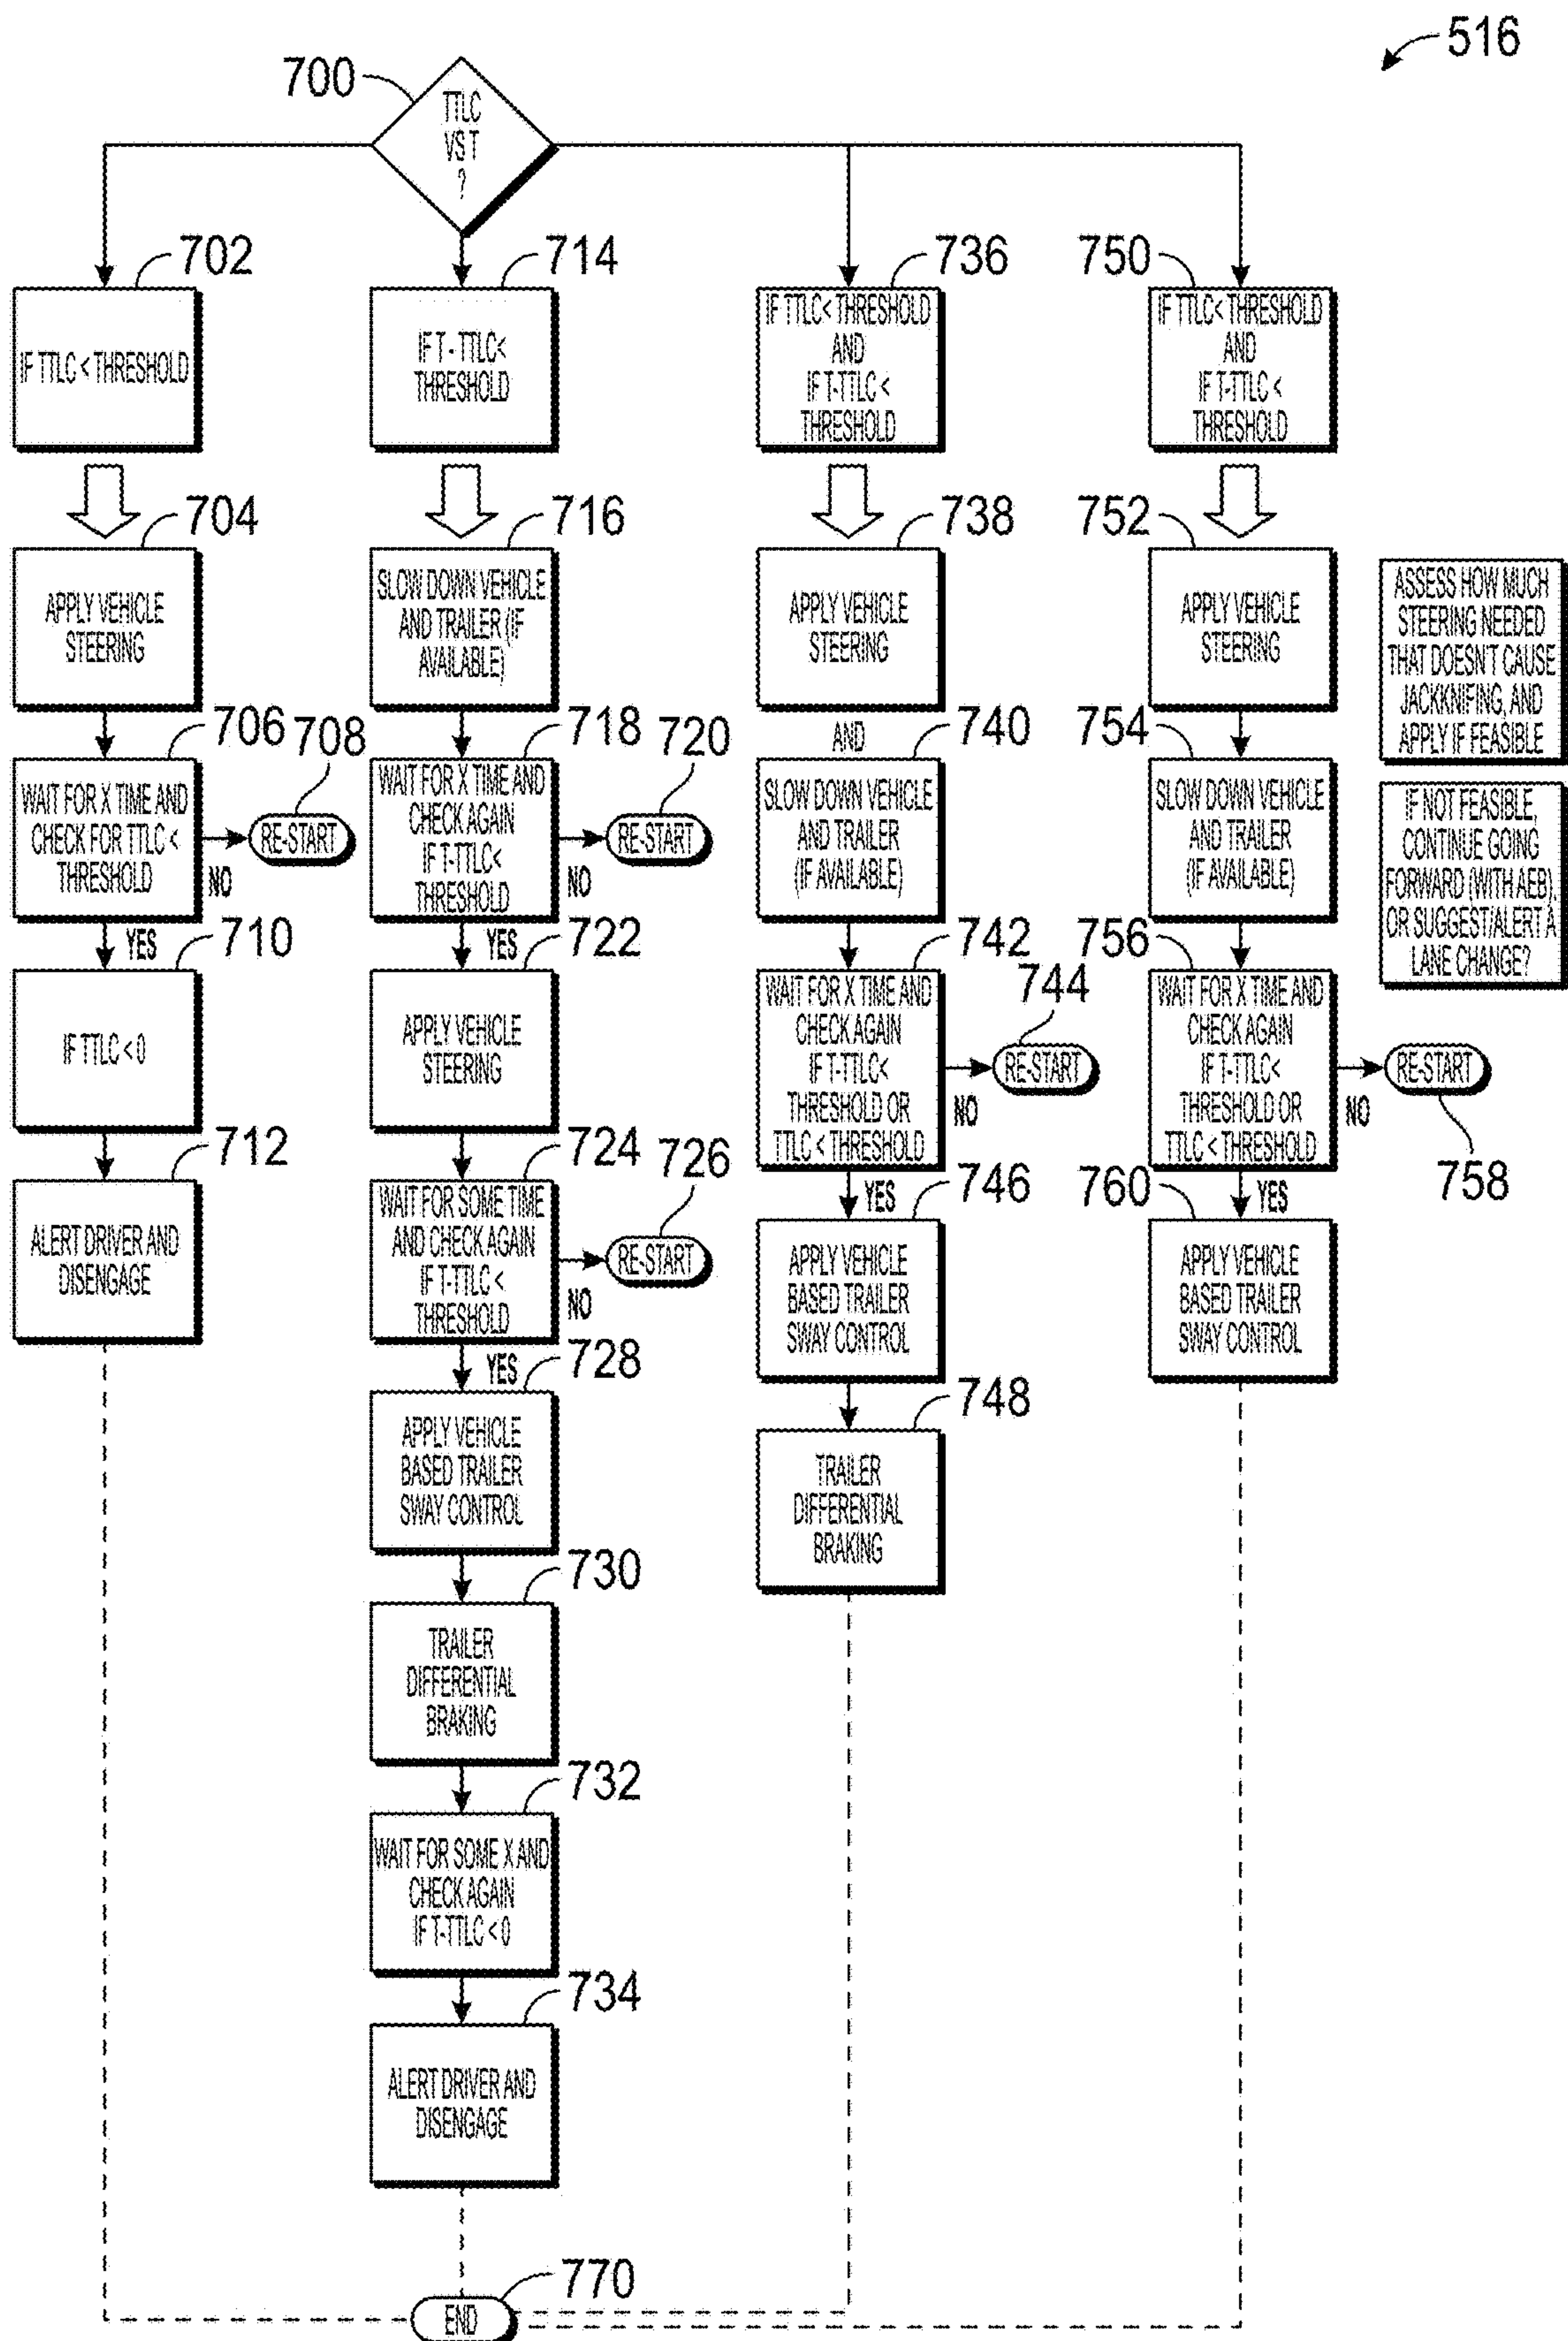 516
700
TTLC
VS T
?
702
IF TTLC < THRESHOLD
704
APPLY VEHICLE
STEERING
706
WAIT FOR X TIME AND
CHECK FOR TTLC <
THRESHOLD
NO
708
RE-START
YES
710
IF TTLC < 0
712
ALERT DRIVER AND
DISENGAGE
714
IF T - TTLC<
THRESHOLD
716
SLOW DOWN VEHICLE
AND TRAILER (IF
AVAILABLE)
718
WAIT FOR X TIME AND
CHECK AGAIN
IF T-TTLC<
THRESHOLD
NO
720
RE-START
YES
722
APPLY VEHICLE
STEERING
724
WAIT FOR SOME TIME
AND CHECK AGAIN
IF T-TTLC <
THRESHOLD
NO
726
RE-START
YES
728
APPLY VEHICLE
BASED TRAILER
SWAY CONTROL
730
TRAILER
DIFFERENTIAL
BRAKING
732
WAIT FOR SOME X AND
CHECK AGAIN
IF T-TTLC < 0
734
ALERT DRIVER AND
DISENGAGE
736
IF TTLC< THRESHOLD
AND
IF T-TTLC <
THRESHOLD
738
APPLY VEHICLE
STEERING
AND
740
SLOW DOWN VEHICLE
AND TRAILER
(IF AVAILABLE)
742
WAIT FOR X TIME AND
CHECK AGAIN
IF T-TTLC<
THRESHOLD OR
TTLC < THRESHOLD
NO
744
RE-START
YES
746
APPLY VEHICLE
BASED TRAILER
SWAY CONTROL
748
TRAILER
DIFFERENTIAL
BRAKING
750
IF TTLC< THRESHOLD
AND
IF T-TTLC <
THRESHOLD
752
APPLY VEHICLE
STEERING
754
SLOW DOWN VEHICLE
AND TRAILER
(IF AVAILABLE)
756
WAIT FOR X TIME AND
CHECK AGAIN
IF T-TTLC<
THRESHOLD OR
TTLC < THRESHOLD
NO
RE-START
758
YES
760
APPLY VEHICLE
BASED TRAILER
SWAY CONTROL
ASSESS HOW MUCH
STEERING NEEDED
THAT DOESN'T CAUSE
JACKKNIFING, AND
APPLY IF FEASIBLE
IF NOT FEASIBLE,
CONTINUE GOING
FORWARD (WITH AEB),
OR SUGGEST/ALERT A
LANE CHANGE?
770
END